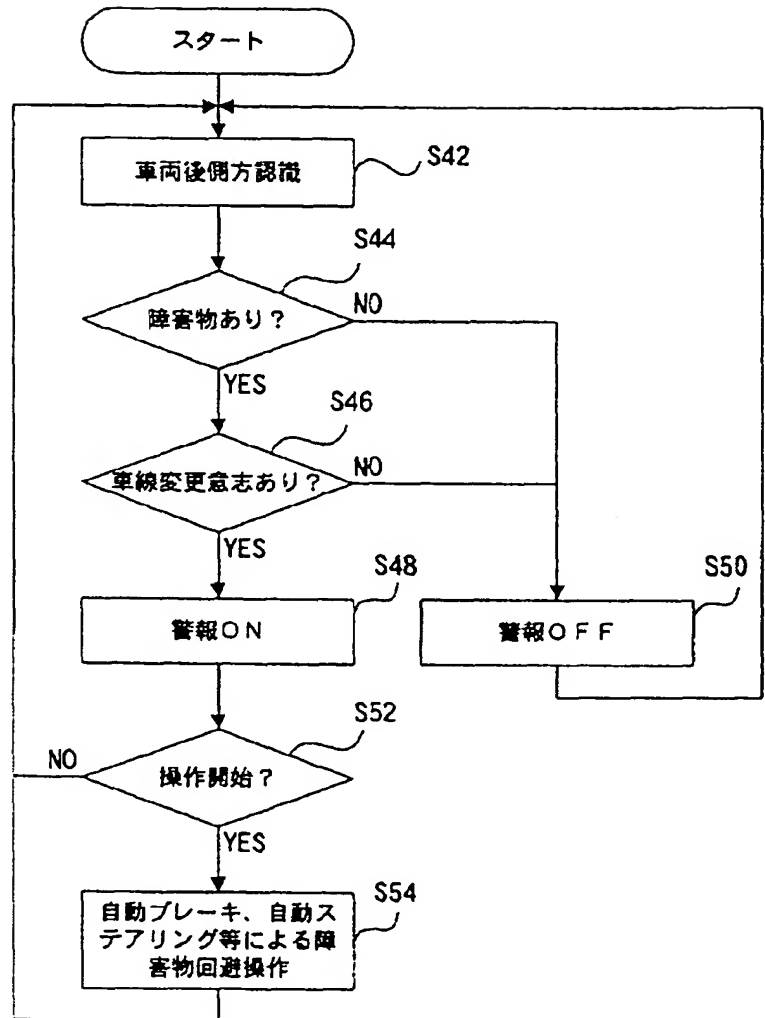 スタート
車両後側方認識
S42
S44
障害物あり？
NO
YES
S46
車線変更意志あり？
NO
YES
S48
警報ON
S50
警報OFF
S52
NO
操作開始？
YES
S54
自動ブレーキ、自動ス
テアリング等による障
害物回避操作